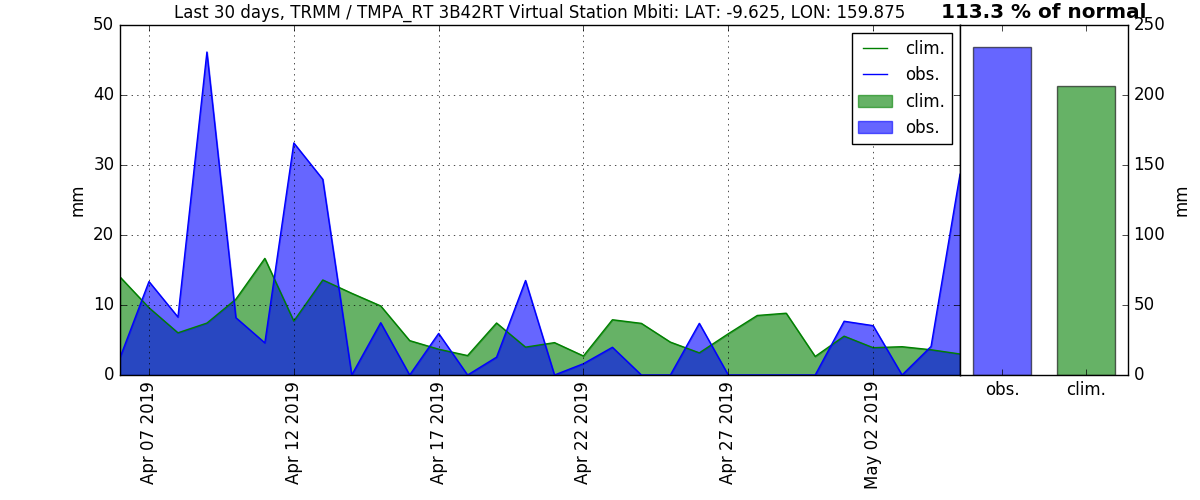 Last 30 days, TRMM / TMPA_RT 3B42RT Virtual Station Mbiti: LAT: -9.625, LON: 159.875
113.3 % of normal
50
40
30
20
10
0
mm
clim.
obs.
clim.
obs.
250
200
150
100
50
0
mm
Apr 07 2019
Apr 12 2019
Apr 17 2019
Apr 22 2019
Apr 27 2019
May 02 2019
obs.
clim.